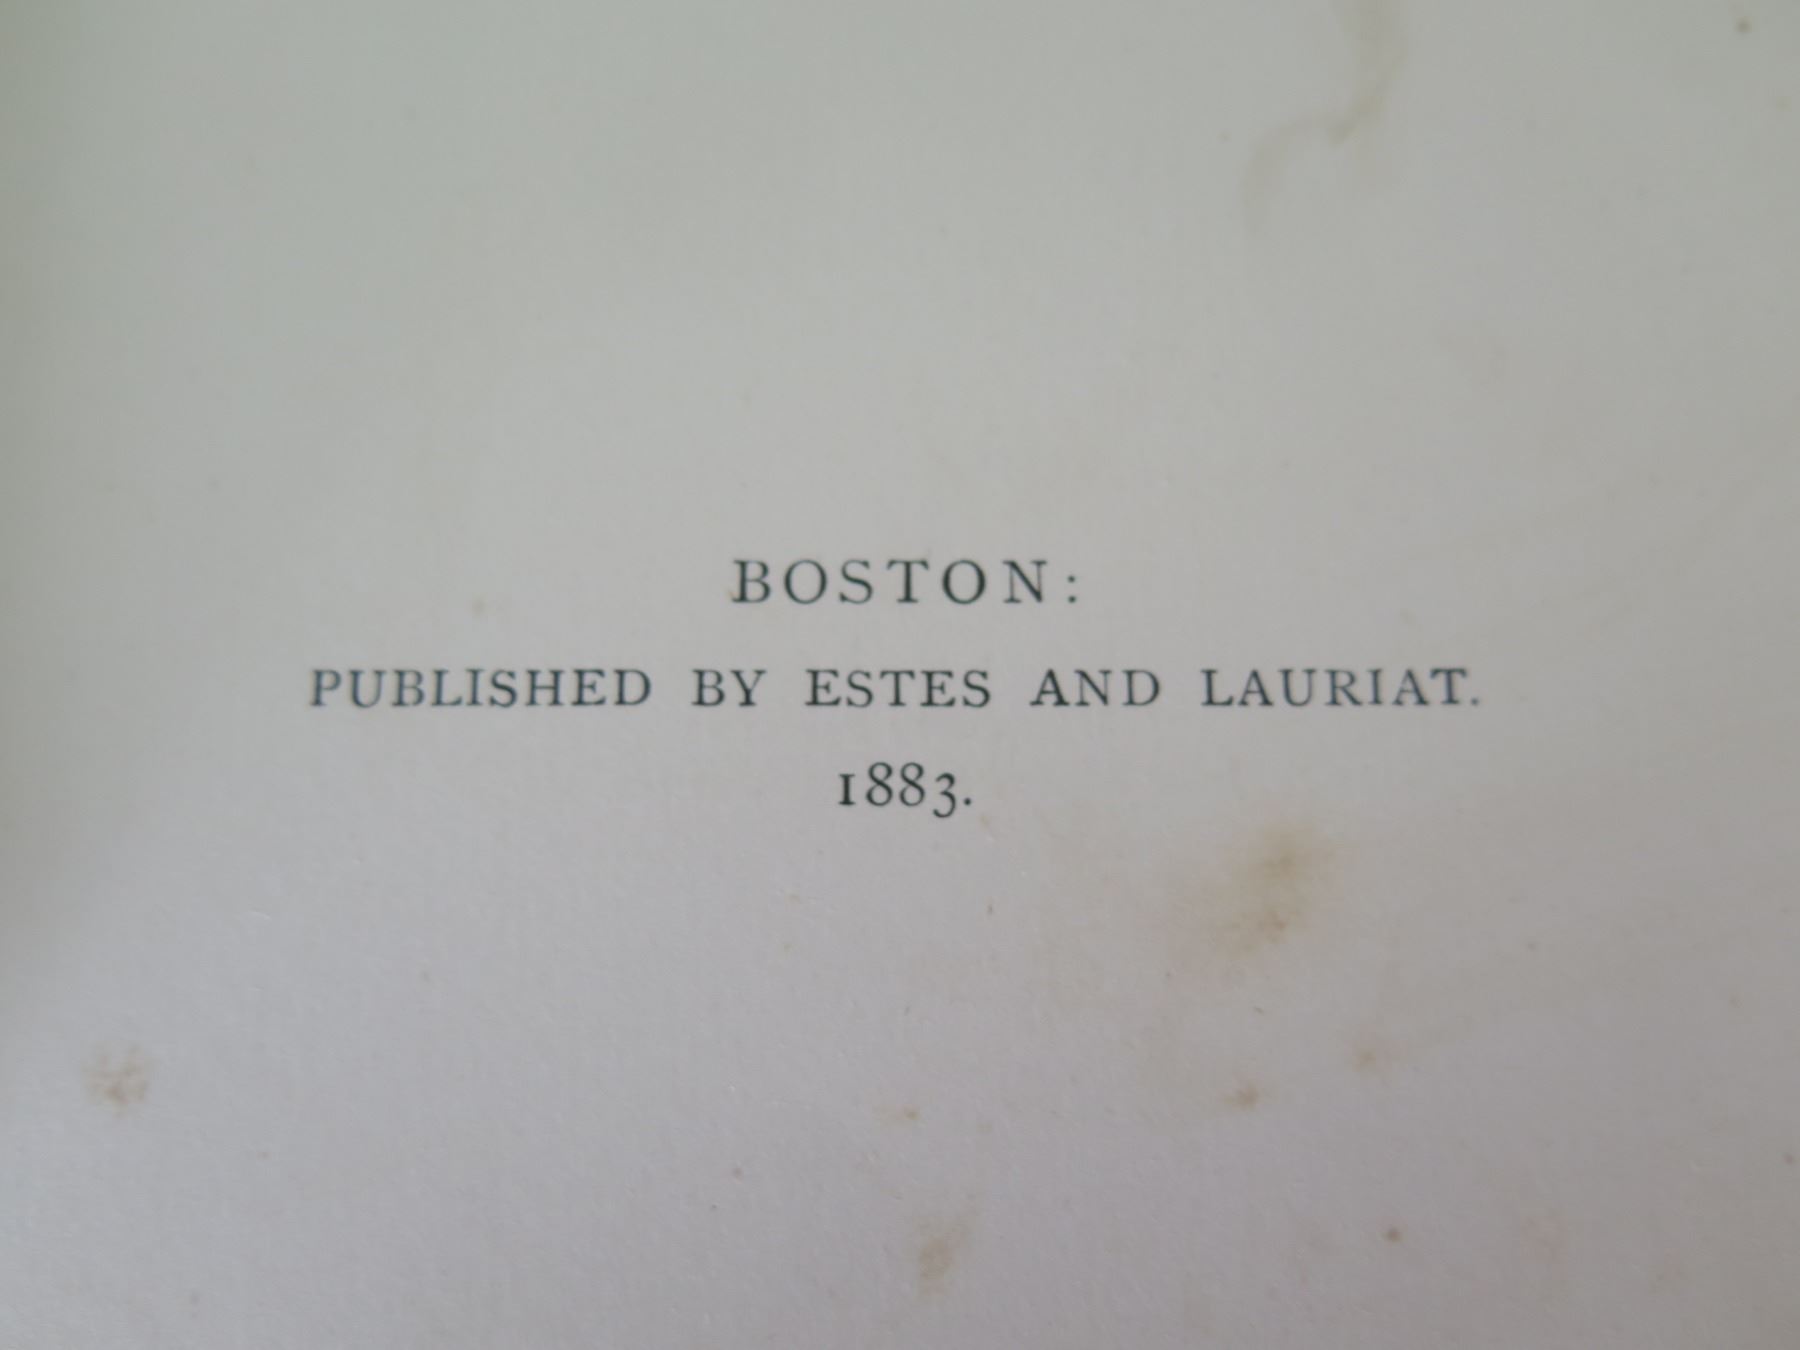 BOSTON:
PUBLISHED BY ESTES AND LAURIAT.
1883.